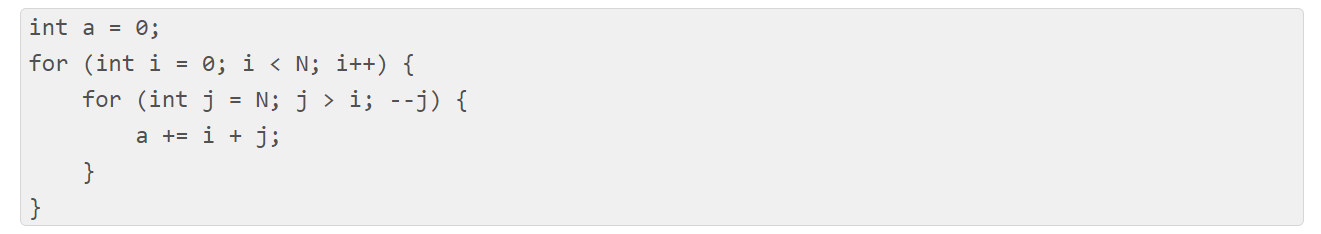 int a = 0;
for (int i = 0; i < N; i++) {
    for (int j = N; j > i; --j) {
        a += i + j;
    }
}